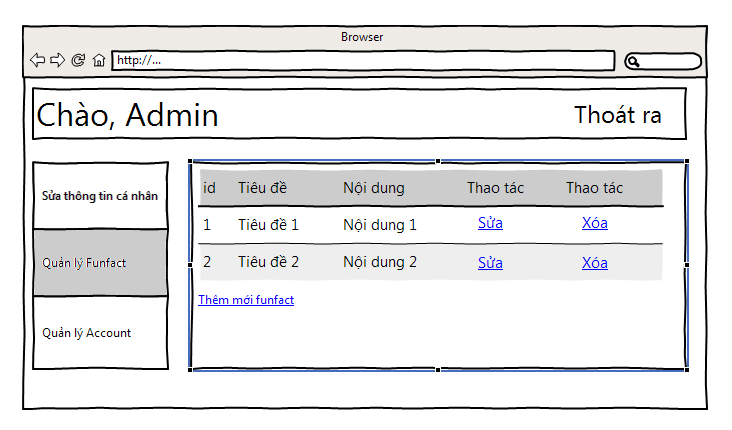 Browser
http://...
Chào, Admin Thoát ra
Sửa thông tin cá nhân
Quản lý Funfact
Quản lý Account
id Tiêu đề Nội dung Thao tác Thao tác
1 Tiêu đề 1 Nội dung 1 Sửa Xóa
2 Tiêu đề 2 Nội dung 2 Sửa Xóa
Thêm mới funfact